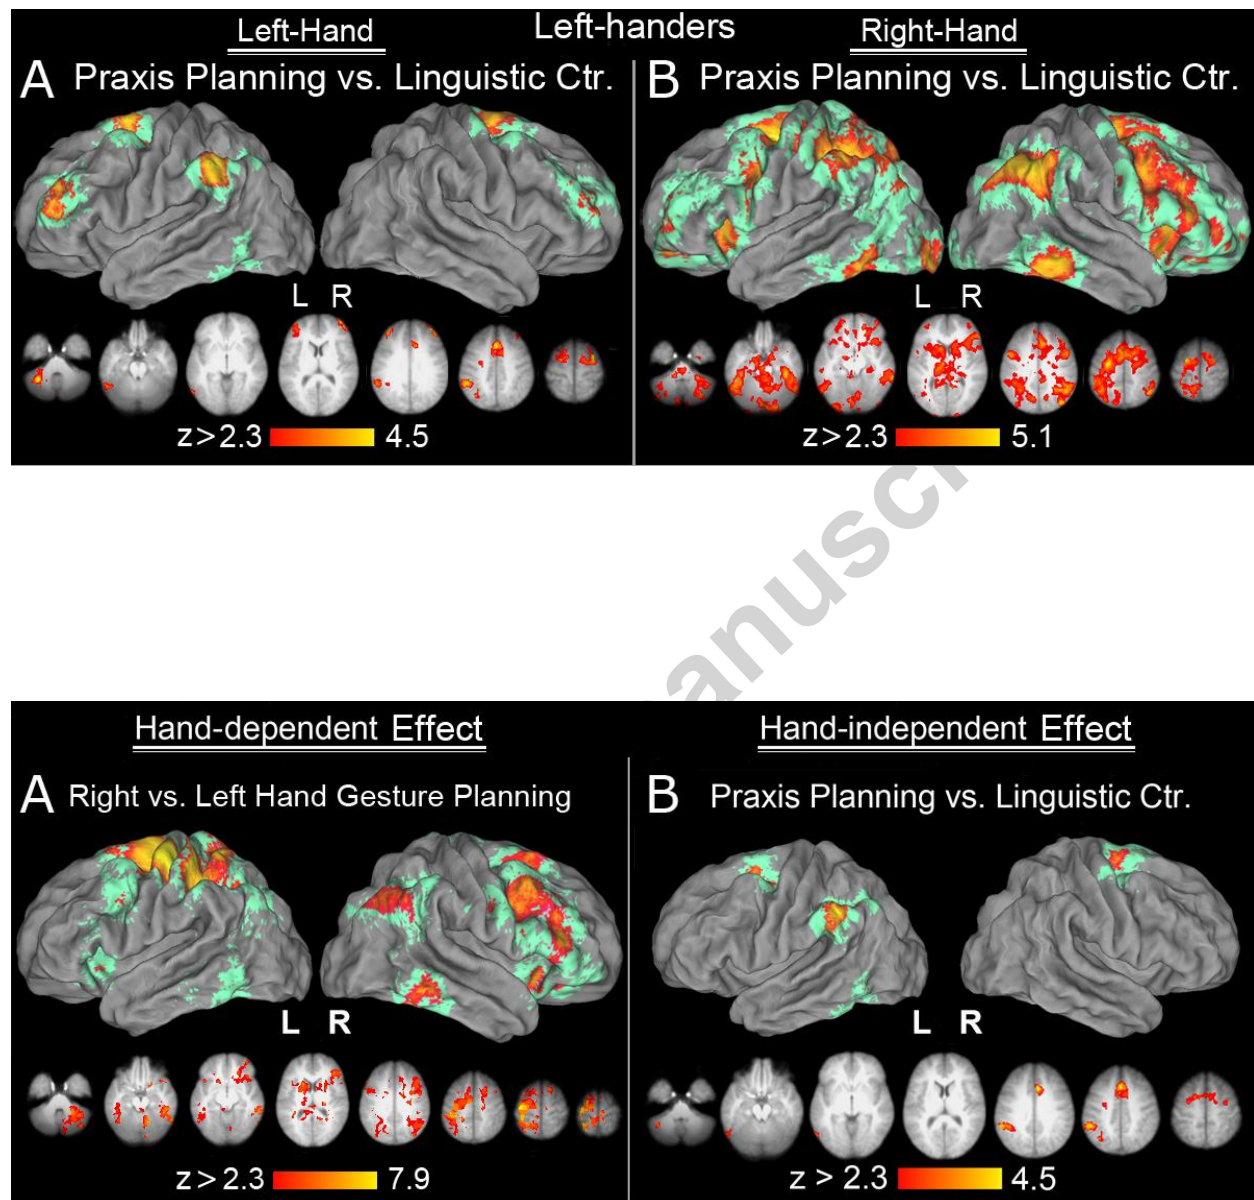 Left-handers
Left-Hand
Right-Hand
A Praxis Planning vs. Linguistic Ctr.
B Praxis Planning vs. Linguistic Ctr.
L R
L R
z > 2.3 4.5
z > 2.3 5.1
Hand-dependent Effect
Hand-independent Effect
A Right vs. Left Hand Gesture Planning
B Praxis Planning vs. Linguistic Ctr.
L R
L R
z > 2.3 7.9
z > 2.3 4.5